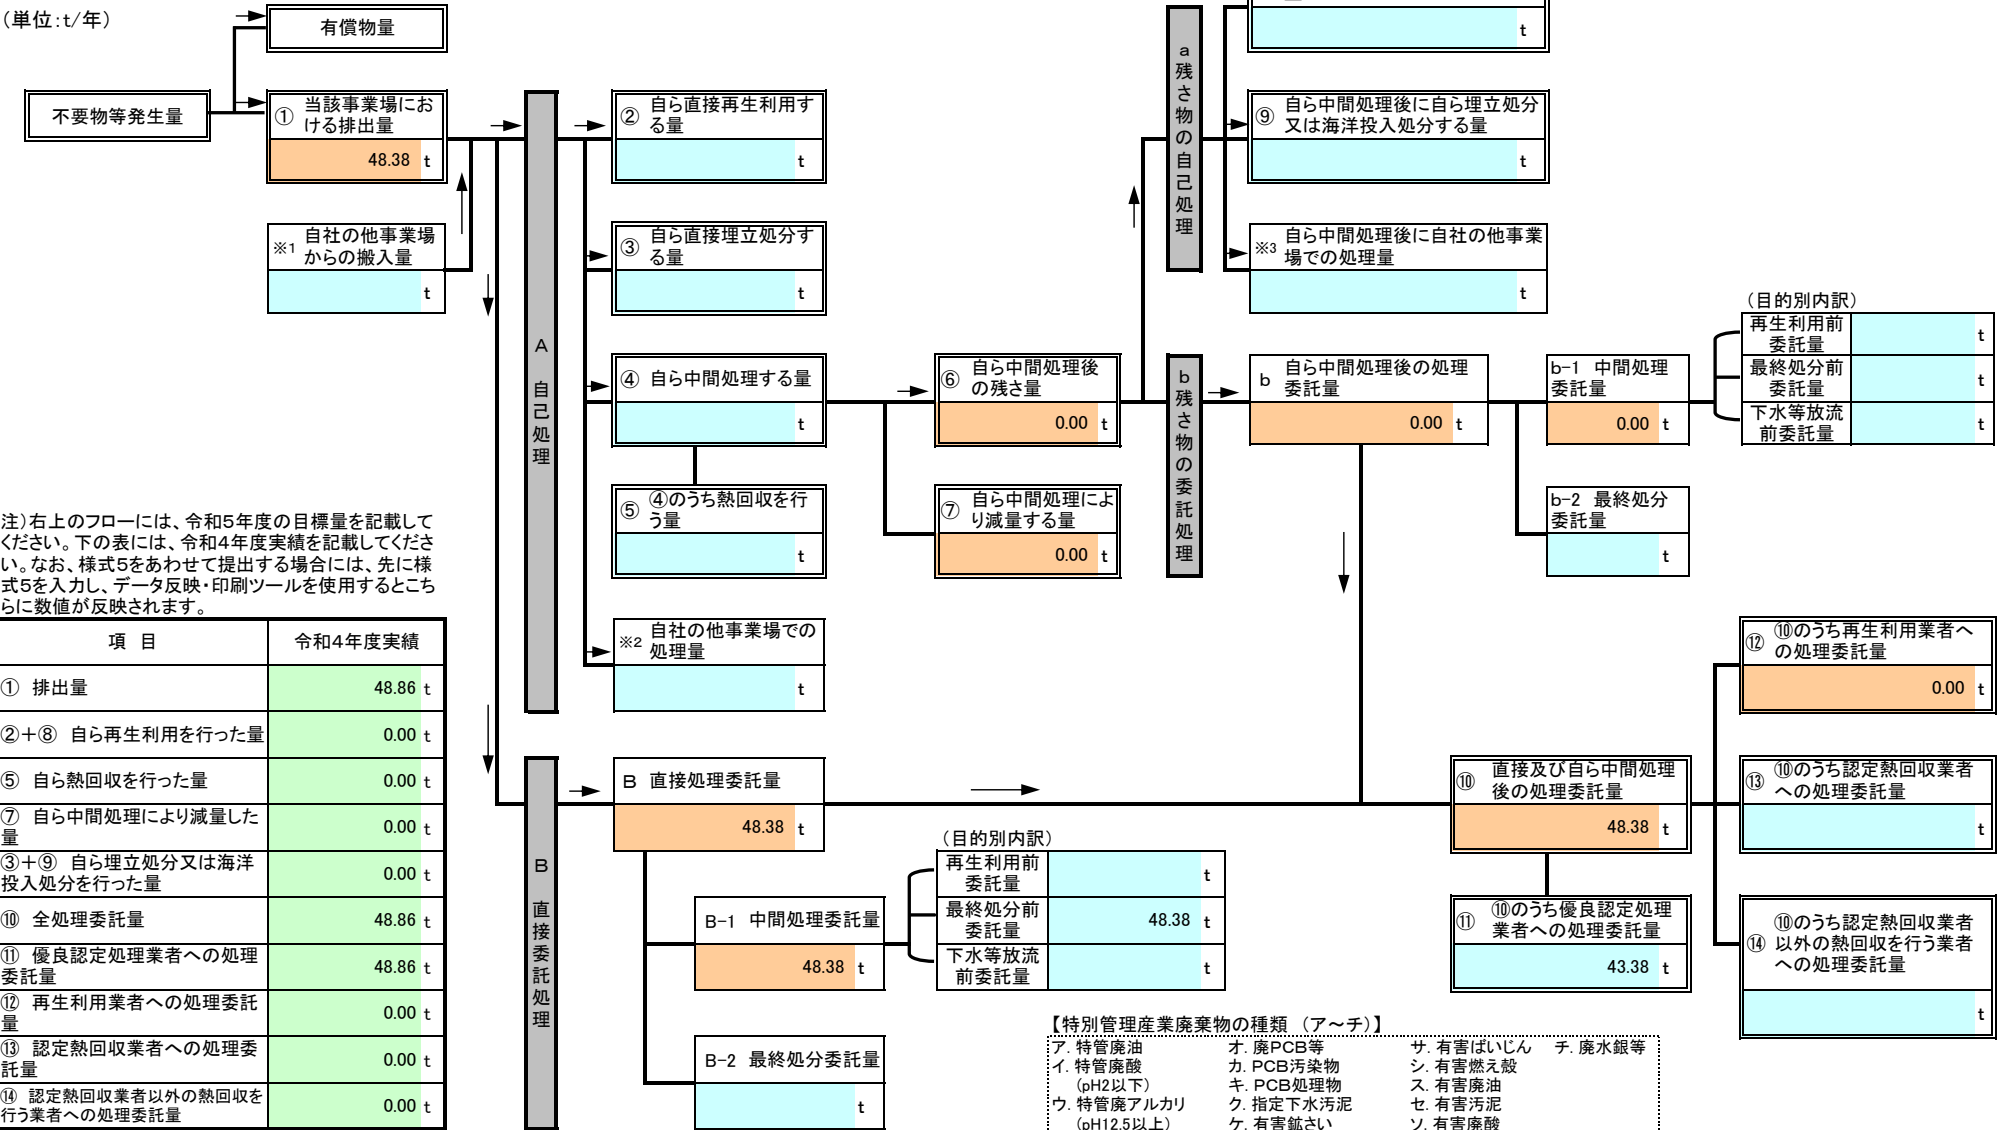 （単位:t/年）
有償物量
不要物等発生量
① 当該事業場にお
ける排出量
48.38 t
※1 自社の他事業場
からの搬入量
t
A 自己処理
② 自ら直接再生利用す
る量
t
③ 自ら直接埋立処分す
る量
t
④ 自ら中間処理する量
t
⑤ ④のうち熱回収を行
う量
t
※2 自社の他事業場での
処理量
t
⑥ 自ら中間処理後
の残さ量
0.00 t
⑦ 自ら中間処理によ
り減量する量
0.00 t
a 残さ物の自己処理
t
⑨ 自ら中間処理後に自ら埋立処分
又は海洋投入処分する量
t
※3 自ら中間処理後に自社の他事業
場での処理量
t
b 残さ物の委託処理
b 自ら中間処理後の処理
委託量
0.00 t
b-1 中間処理
委託量
0.00 t
（目的別内訳）
再生利用前
委託量
t
最終処分前
委託量
t
下水等放流
前委託量
t
b-2 最終処分
委託量
t
注）右上のフローには、令和5年度の目標量を記載して
ください。下の表には、令和4年度実績を記載してくださ
い。なお、様式5をあわせて提出する場合には、先に様
式5を入力し、データ反映・印刷ツールを使用するとこち
らに数値が反映されます。
項 目 令和4年度実績
① 排出量 48.86 t
②＋⑧ 自ら再生利用を行った量 0.00 t
⑤ 自ら熱回収を行った量 0.00 t
⑦ 自ら中間処理により減量した
量 0.00 t
③＋⑨ 自ら埋立処分又は海洋
投入処分を行った量 0.00 t
⑩ 全処理委託量 48.86 t
⑪ 優良認定処理業者への処理
委託量 48.86 t
⑫ 再生利用業者への処理委託
量 0.00 t
⑬ 認定熱回収業者への処理委
託量 0.00 t
⑭ 認定熱回収業者以外の熱回収を
行う業者への処理委託量 0.00 t
B 直接委託処理
B 直接処理委託量
48.38 t
B-1 中間処理委託量
48.38 t
（目的別内訳）
再生利用前
委託量
t
最終処分前
委託量
48.38 t
下水等放流
前委託量
t
B-2 最終処分委託量
t
⑩ 直接及び自ら中間処理
後の処理委託量
48.38 t
⑪ ⑩のうち優良認定処理
業者への処理委託量
43.38 t
⑫ ⑩のうち再生利用業者へ
の処理委託量
0.00 t
⑬ ⑩のうち認定熱回収業者
への処理委託量
t
⑭ ⑩のうち認定熱回収業者
以外の熱回収を行う業者
への処理委託量
t
【特別管理産業廃棄物の種類 （ア～チ）】
ア. 特管廃油 オ. 廃PCB等 サ. 有害ばいじん チ. 廃水銀等
イ. 特管廃酸 カ. PCB汚染物 シ. 有害燃え殻
（pH2以下） キ. PCB処理物 ス. 有害廃油
ウ. 特管廃アルカリ ク. 指定下水汚泥 セ. 有害汚泥
（pH12.5以上） ケ. 有害鉱さい ソ. 有害廃酸